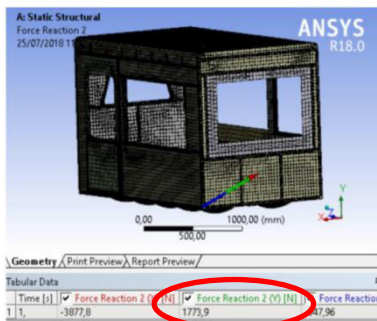 A: Static Structural
Force Reaction 2
25/07/2018 11
ANSYS
R18.0
Y
0,00
1000,00 (mm)
500,00
Geometry Print Preview Report Preview
Tabular Data
Time [s] Force Reaction 2 [N] Force Reaction 2 (Y) [N] Force Reaction
1 1, -3877,8 1773,9 47,96